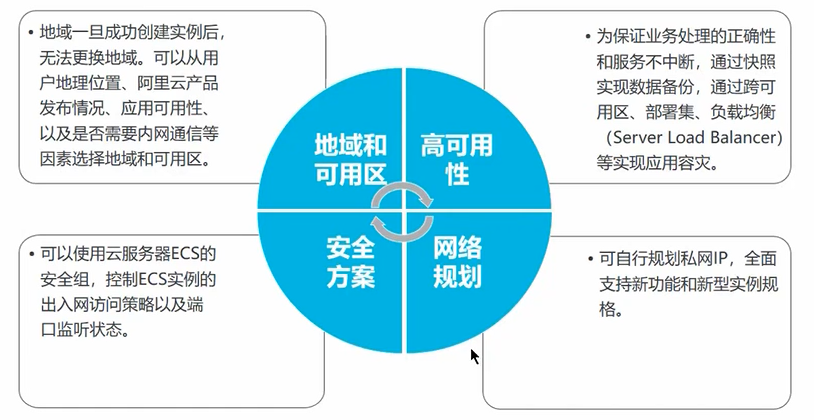 • 地域一旦成功创建实例后，
无法更换地域。可以从用
户地理位置、阿里云产品
发布情况、应用可用性、
以及是否需要内网通信等
因素选择地域和可用区。
• 为保证业务处理的正确性
和服务不中断，通过快照
实现数据备份，通过跨可
用区、部署集、负载均衡
（Server Load Balancer)
等实现应用容灾。
地域和
可用区
高可用
性
安全
方案
网络
规划
• 可以使用云服务器ECS的
安全组，控制ECS实例的
出入网访问策略以及端
口监听状态。
• 可自行规划私网IP，全面
支持新功能和新型实例规
格。